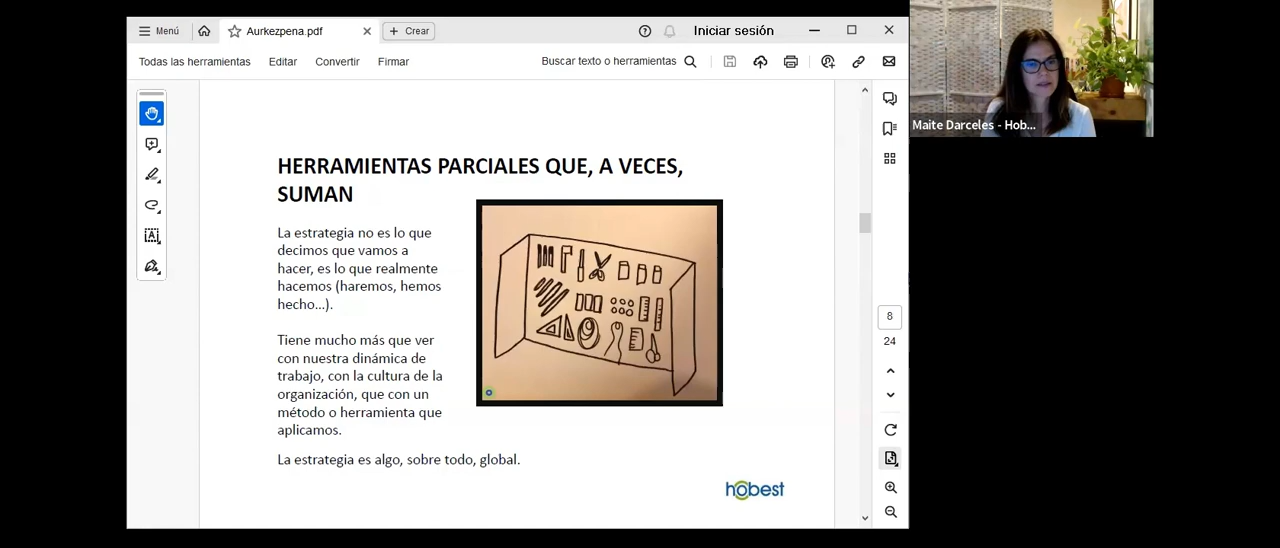 Menú
Aurkezpena.pdf
Crear
Iniciar sesión
Todas las herramientas
Editar
Convertir
Firmar
Buscar texto o herramientas
Maite Darceles - Hob...
HERRAMIENTAS PARCIALES QUE, A VECES,
SUMAN
La estrategia no es lo que
decimos que vamos a
hacer, es lo que realmente
hacemos (haremos, hemos
hecho...).
Tiene mucho más que ver
con nuestra dinámica de
trabajo, con la cultura de la
organización, que con un
método o herramienta que
aplicamos.
La estrategia es algo, sobre todo, global.
hobest
8
24